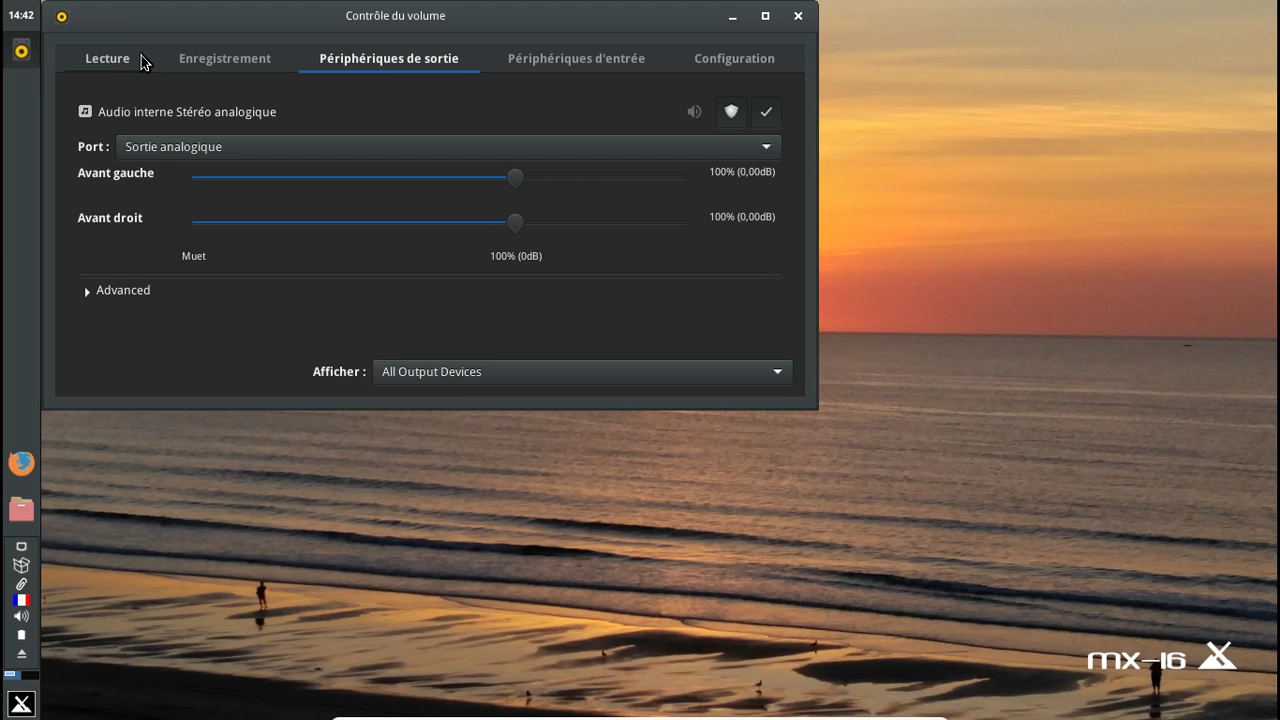 14:42
Contrôle du volume
Lecture Enregistrement Périphériques de sortie Périphériques d'entrée Configuration
Audio interne Stéréo analogique
Port : Sortie analogique
Avant gauche 100% (0,00dB)
Avant droit 100% (0,00dB)
Muet 100% (0dB)
Advanced
Afficher : All Output Devices
mx-16